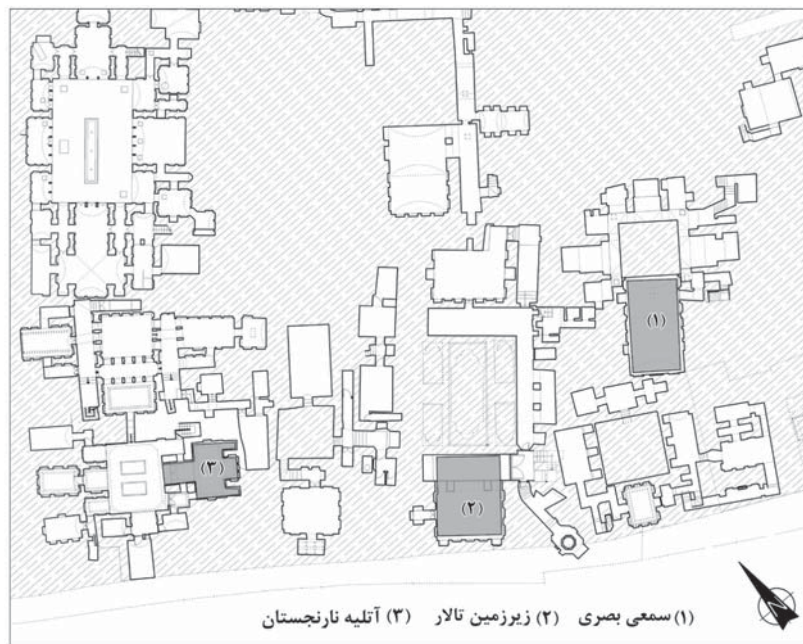 (۱)
(۳)
(۲)
(۱) سمعی بصری (۲) زیرزمین تالار (۳) آتلیه نارنجستان